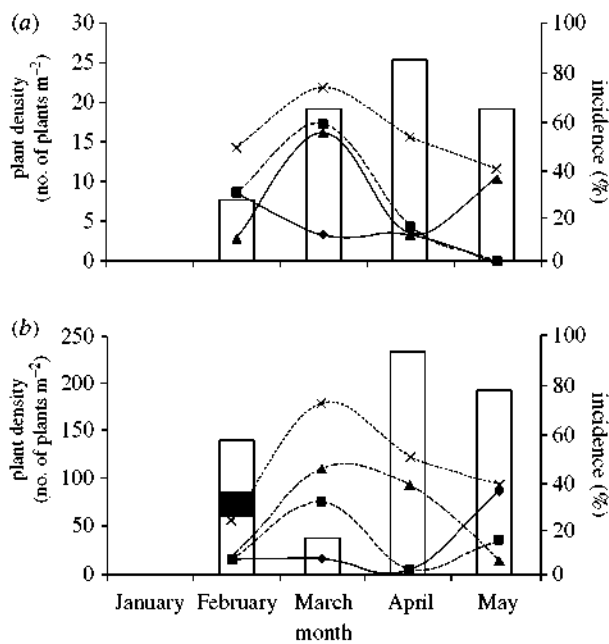 (a)
30
25
20
15
10
5
0
plant density
(no. of plants m⁻²)
100
80
60
40
20
0
incidence (%)
(b)
250
200
150
100
50
0
plant density
(no. of plants m⁻²)
100
80
60
40
20
0
incidence (%)
January February March April May
month